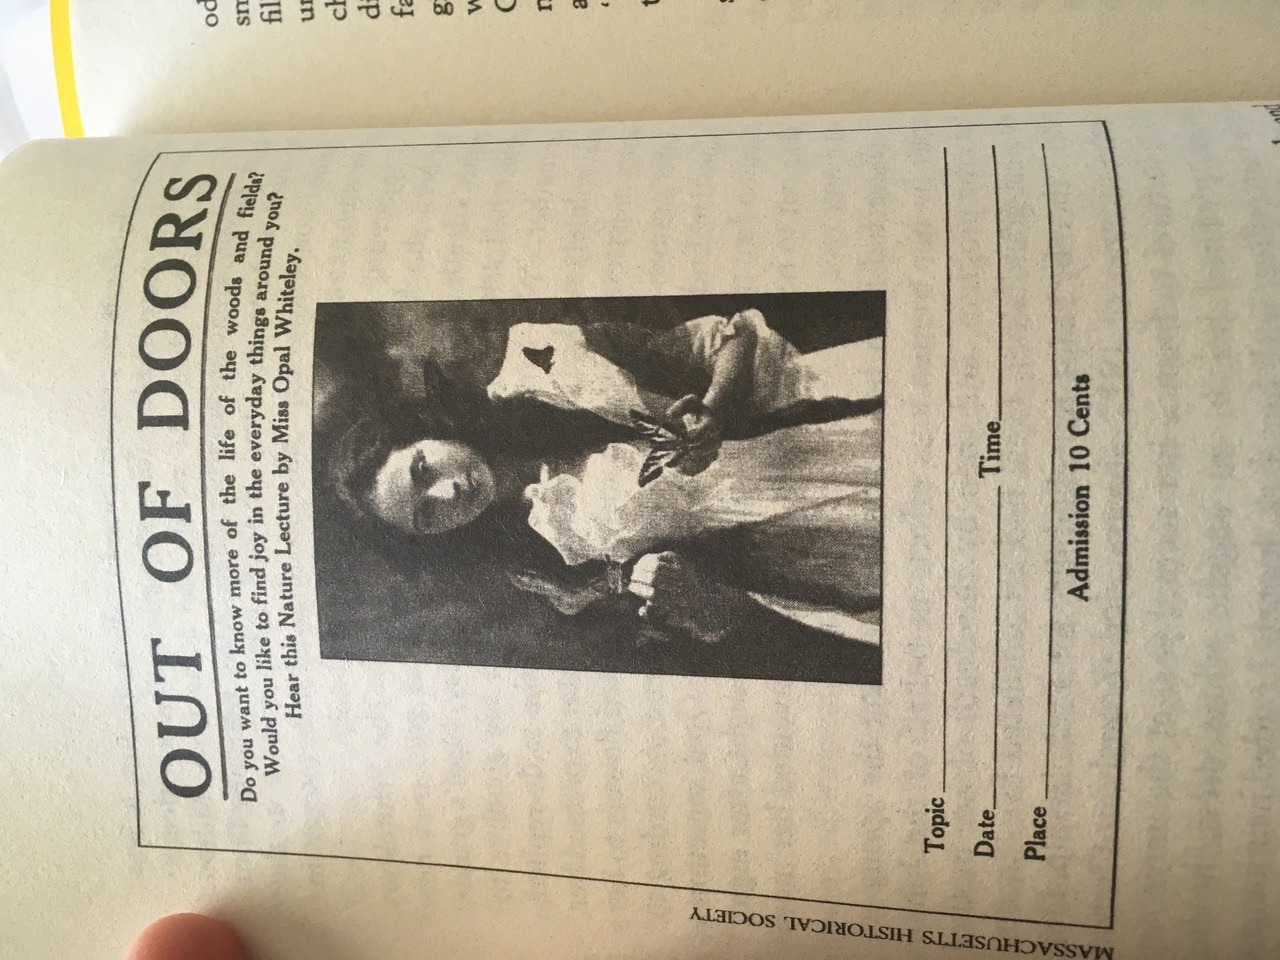 OUT OF DOORS
Do you want to know more of the life of the woods and fields?
Would you like to find joy in the everyday things around you?
Hear this Nature Lecture by Miss Opal Whiteley.
Topic
Date Time
Place
Admission 10 Cents
MASSACHUSETTS HISTORICAL SOCIETY